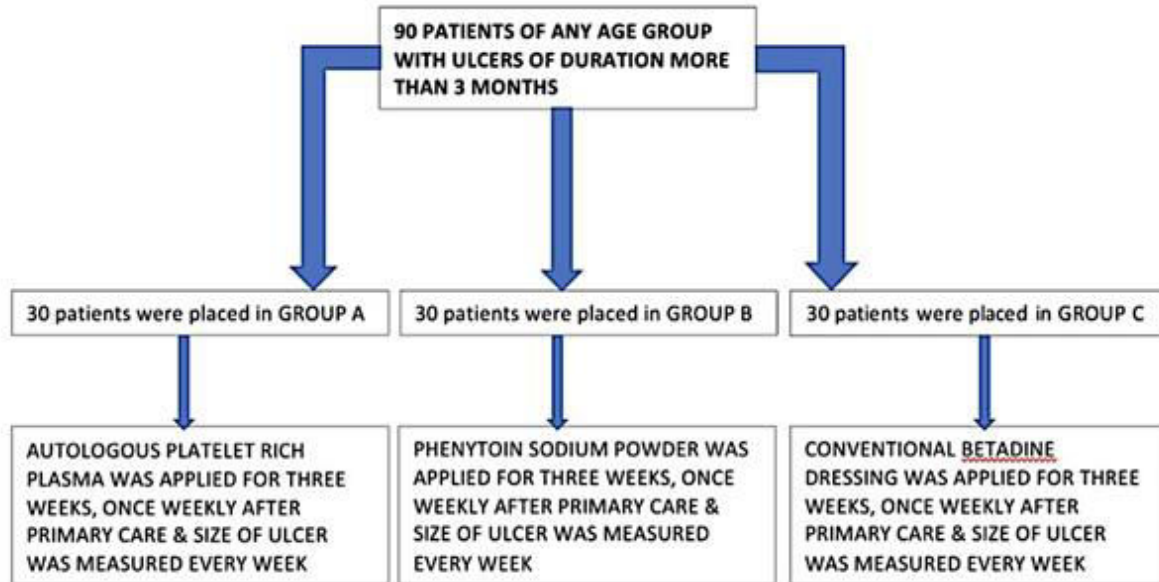 90 PATIENTS OF ANY AGE GROUP
WITH ULCERS OF DURATION MORE
THAN 3 MONTHS
30 patients were placed in GROUP A
30 patients were placed in GROUP B
30 patients were placed in GROUP C
AUTOLOGOUS PLATELET RICH
PLASMA WAS APPLIED FOR THREE
WEEKS, ONCE WEEKLY AFTER
PRIMARY CARE & SIZE OF ULCER
WAS MEASURED EVERY WEEK
PHENYTOIN SODIUM POWDER WAS
APPLIED FOR THREE WEEKS, ONCE
WEEKLY AFTER PRIMARY CARE &
SIZE OF ULCER WAS MEASURED
EVERY WEEK
CONVENTIONAL BETADINE
DRESSING WAS APPLIED FOR THREE
WEEKS, ONCE WEEKLY AFTER
PRIMARY CARE & SIZE OF ULCER
WAS MEASURED EVERY WEEK